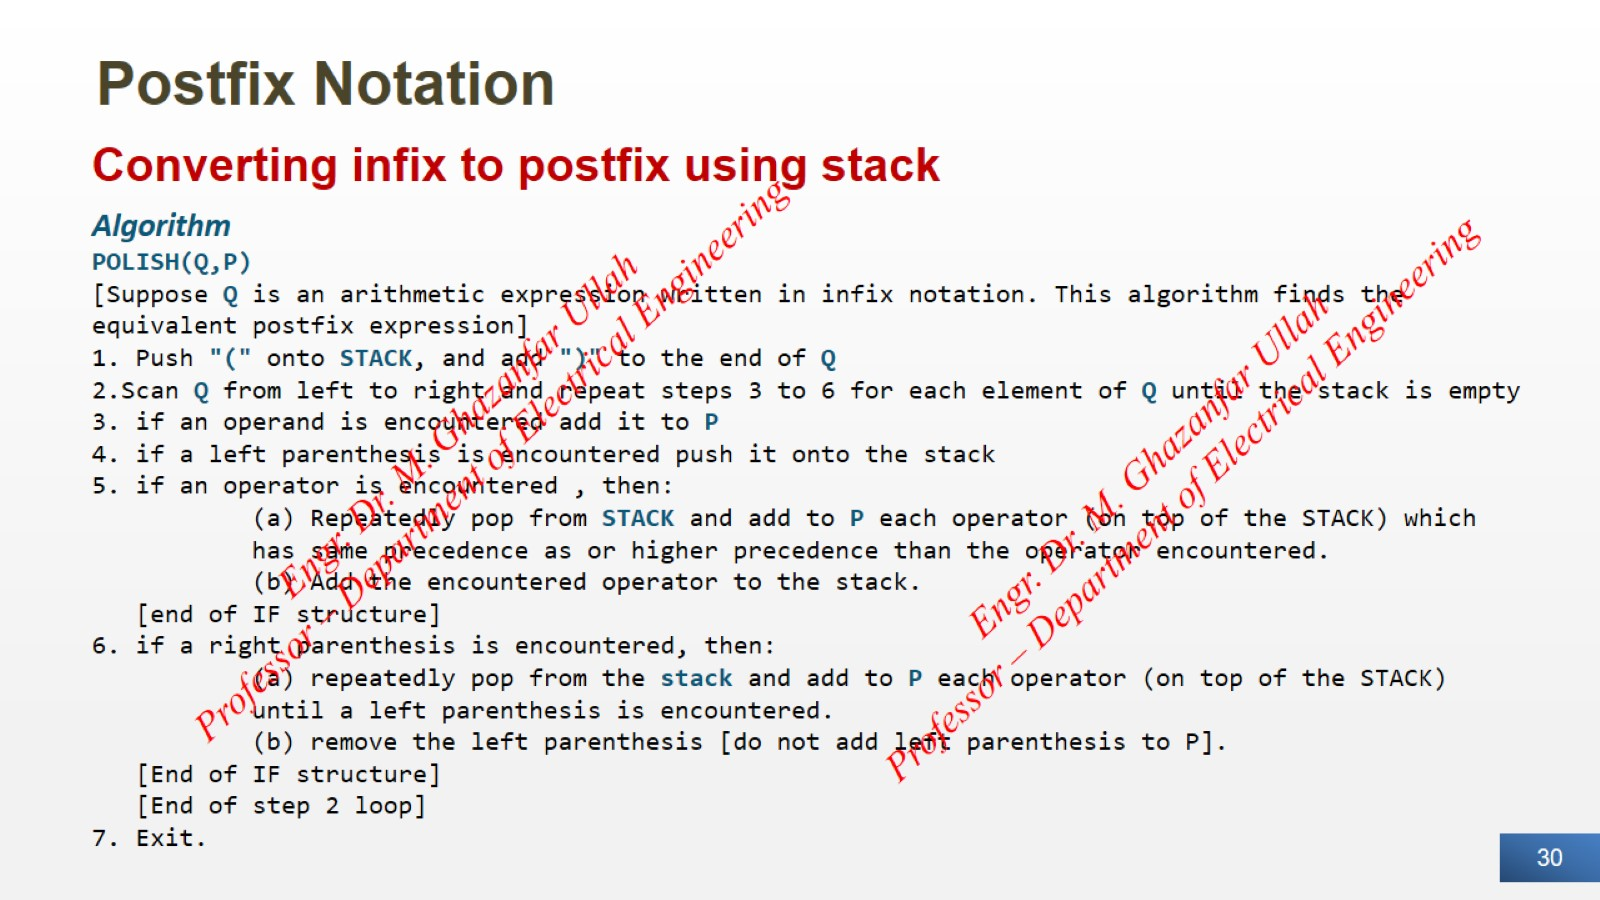 Postfix Notation
Converting infix to postfix using stack
Algorithm
POLISH(Q,P)
[Suppose Q is an arithmetic expression written in infix notation. This algorithm finds the
equivalent postfix expression]
1. Push "(" onto STACK, and add ")" to the end of Q
2.Scan Q from left to right and repeat steps 3 to 6 for each element of Q until the stack is empty
3. if an operand is encountered add it to P
4. if a left parenthesis is encountered push it onto the stack
5. if an operator is encountered , then:
(a) Repeatedly pop from STACK and add to P each operator (on top of the STACK) which
has same precedence as or higher precedence than the operator encountered.
(b) Add the encountered operator to the stack.
[end of IF structure]
6. if a right parenthesis is encountered, then:
(a) repeatedly pop from the stack and add to P each operator (on top of the STACK)
until a left parenthesis is encountered.
(b) remove the left parenthesis [do not add left parenthesis to P].
[End of IF structure]
[End of step 2 loop]
7. Exit.
Engr. Dr. M. Ghazanfar Ullah
Professor – Department of Electrical Engineering
Engr. Dr. M. Ghazanfar Ullah
Professor – Department of Electrical Engineering
30